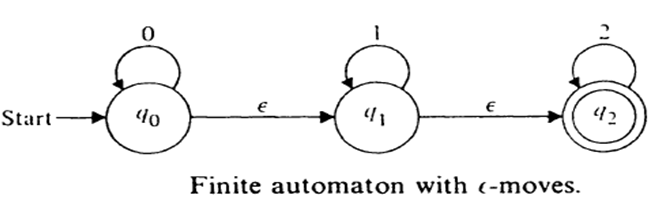 0 1 2
Start q0 ϵ q1 ϵ q2
Finite automaton with ϵ-moves.